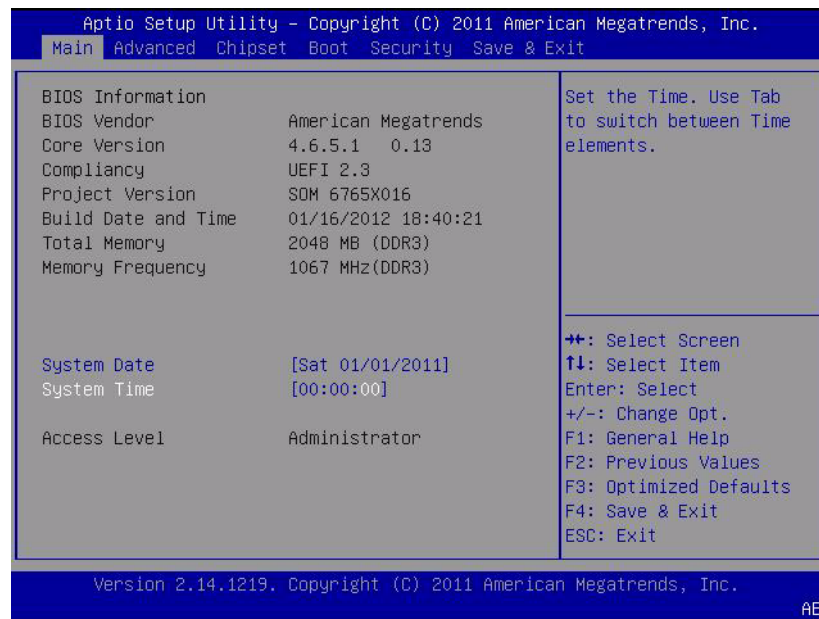 Aptio Setup Utility – Copyright (C) 2011 American Megatrends, Inc.
Main Advanced Chipset Boot Security Save & Exit
BIOS Information
BIOS Vendor American Megatrends
Core Version 4.6.5.1 0.13
Compliancy UEFI 2.3
Project Version SOM 6765X016
Build Date and Time 01/16/2012 18:40:21
Total Memory 2048 MB (DDR3)
Memory Frequency 1067 MHz(DDR3)
System Date [Sat 01/01/2011]
System Time [00:00:00]
Access Level Administrator
Set the Time. Use Tab
to switch between Time
elements.
→←: Select Screen
↑↓: Select Item
Enter: Select
+/-: Change Opt.
F1: General Help
F2: Previous Values
F3: Optimized Defaults
F4: Save & Exit
ESC: Exit
Version 2.14.1219. Copyright (C) 2011 American Megatrends, Inc.
AB